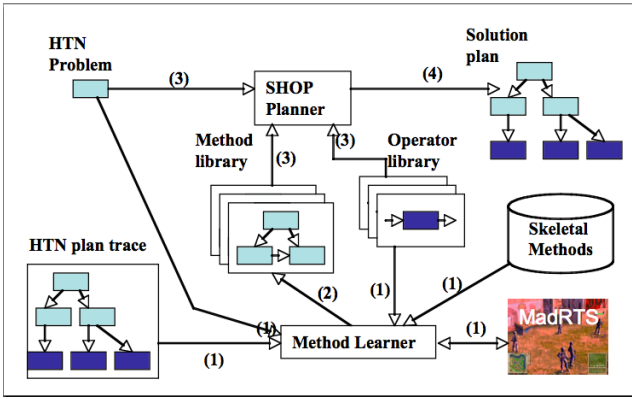 HTN
Problem
(3)
SHOP
Planner
(4)
Solution
plan
Method
library
(3)
(3)
Operator
library
HTN plan trace
Skeletal
Methods
(2)
(1)
(1)
(1)
(1)
Method Learner
(1)
MadRTS